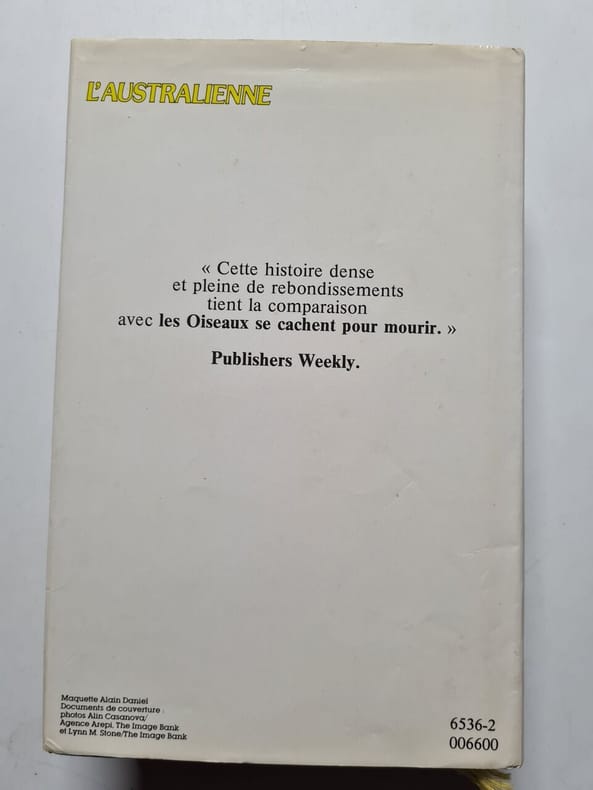 L'AUSTRALIENNE
« Cette histoire dense
et pleine de rebondissements
tient la comparaison
avec les Oiseaux se cachent pour mourir. »
Publishers Weekly.
Maquette Alain Daniel
Documents de couverture :
photos Alin Casanova/
Agence Arepi, The Image Bank
et Lynn M. Stone/The Image Bank
6536-2
006600